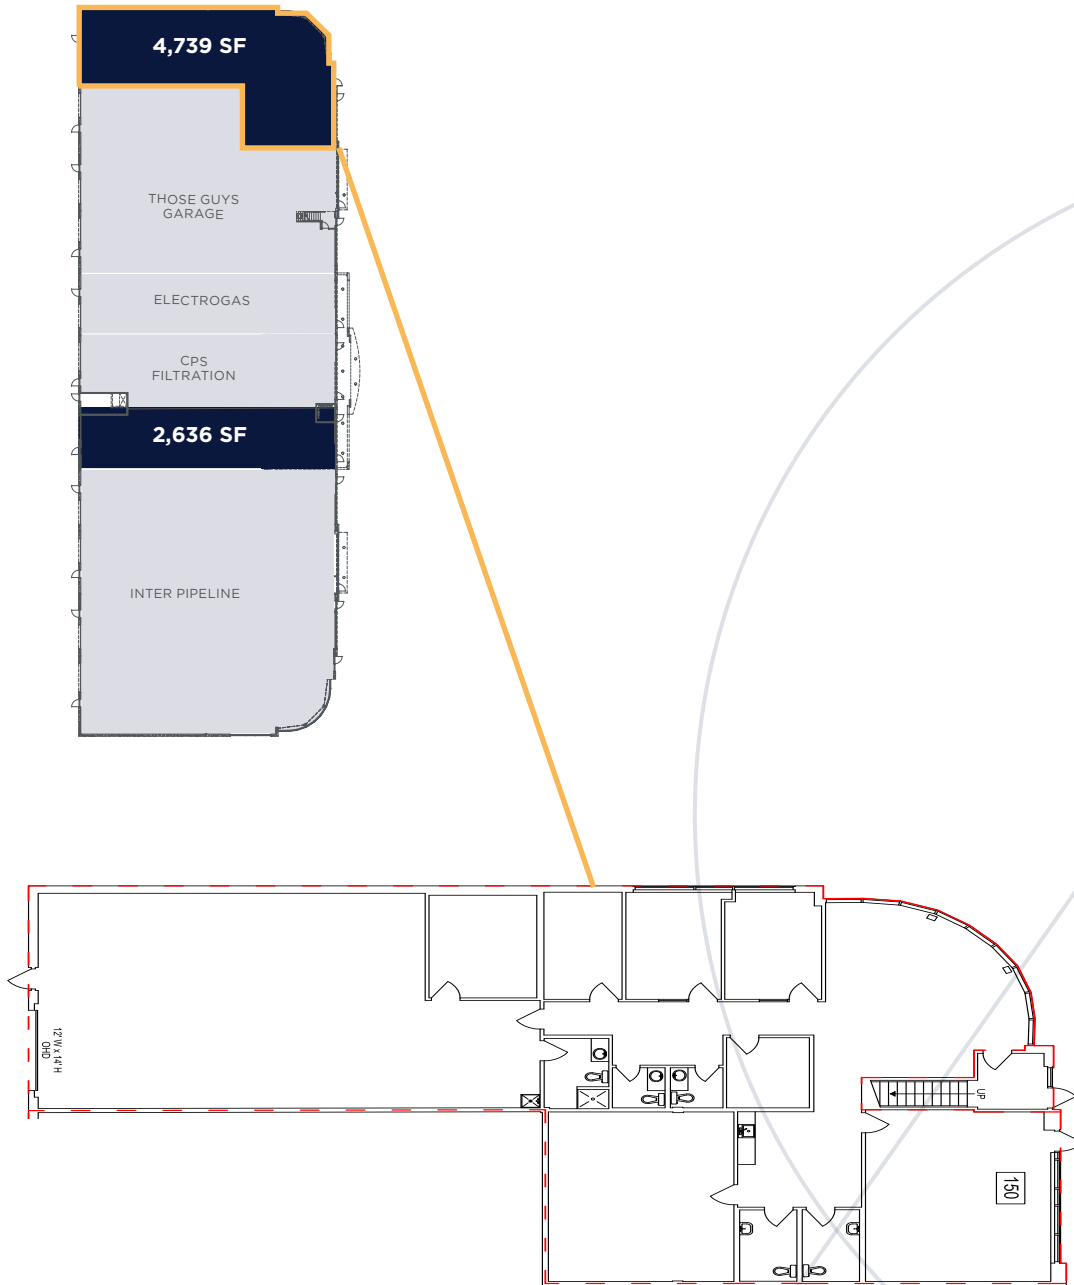 4,739 SF
THOSE GUYS
GARAGE
ELECTROGAS
CPS
FILTRATION
2,636 SF
INTER PIPELINE
12'W x 14'H
OHD
UP
150